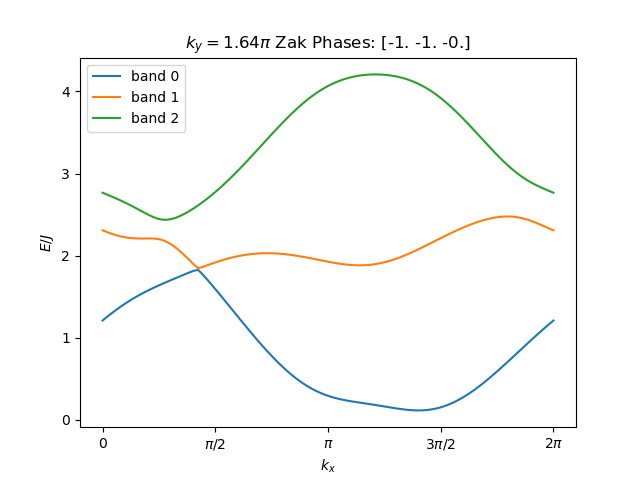 k_y = 1.64π Zak Phases: [-1. -1. -0.]
band 0
band 1
band 2
4
3
2
1
0
E/J
0
π/2
π
3π/2
2π
k_x